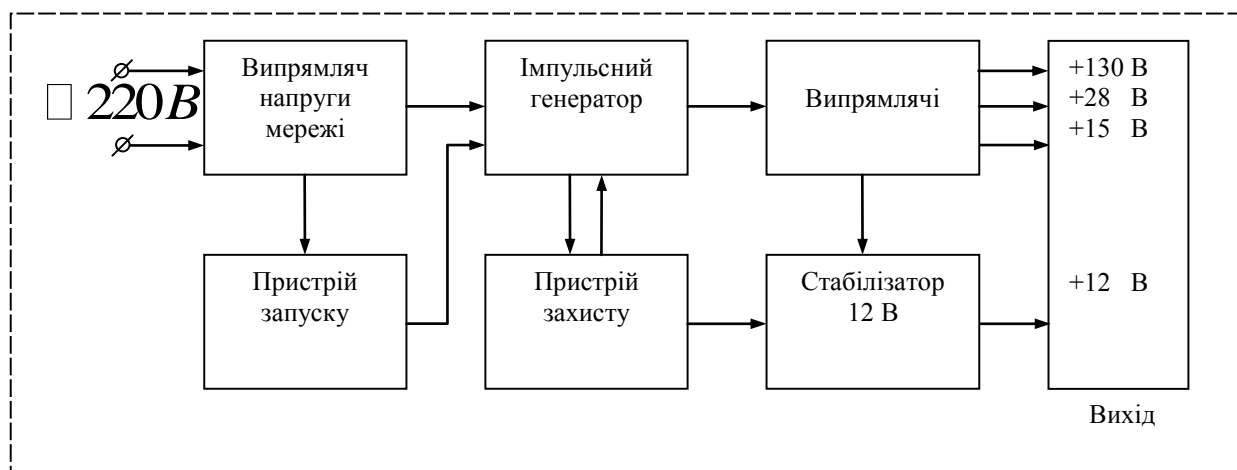 Випрямляч
напруги
мережі
Імпульсний
генератор
Випрямлячі
+130 В
+28 В
+15 В
220В
Пристрій
запуску
Пристрій
захисту
Стабілізатор
12 В
+12 В
Вихід